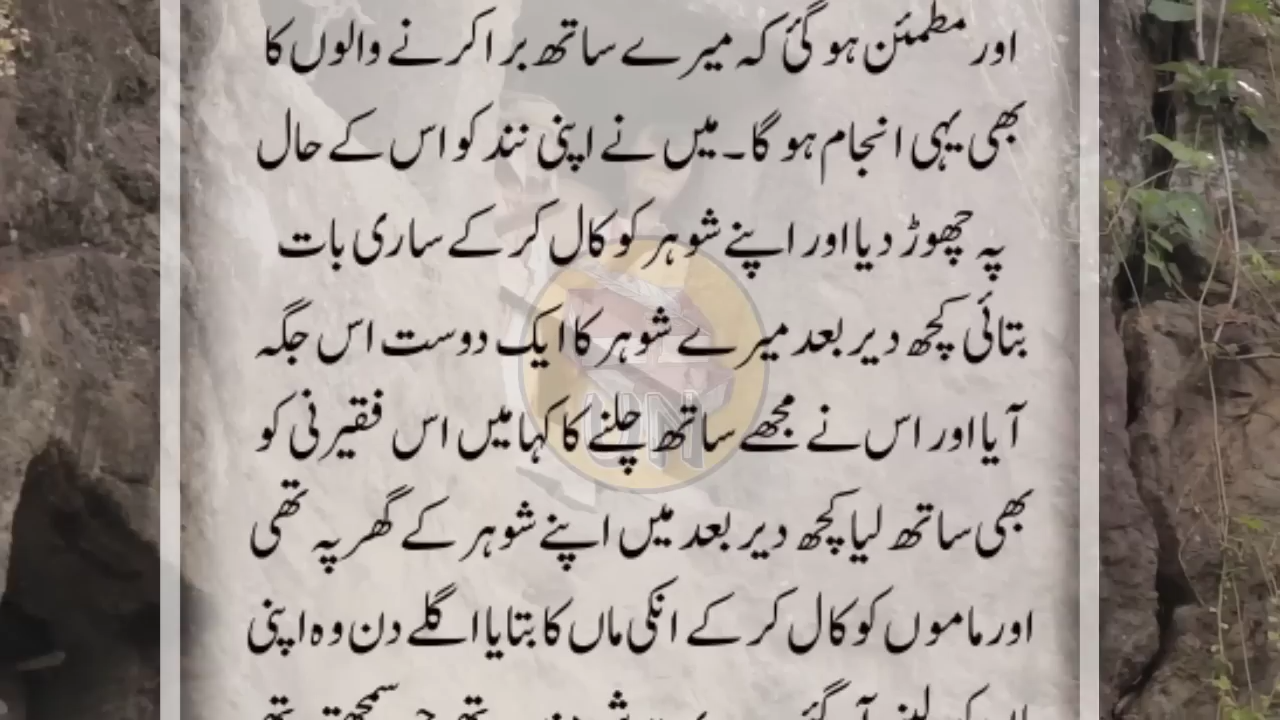 اور مطمئن ہو گئی کہ میرے ساتھ برا کرنے والوں کا
بھی یہی انجام ہو گا۔میں نے اپنی نند کو اس کے حال
پہ چھوڑ دیا اور اپنے شوہر کو کال کر کے ساری بات
بتائی کچھ دیر بعد میرے شوہر کا ایک دوست اس جگہ
آیا اور اس نے مجھے ساتھ چلنے کا کہا میں اس فقیرنی کو
بھی ساتھ لیا کچھ دیر بعد میں اپنے شوہر کے گھر پہ تھی
اور ماموں کو کال کر کے انکی ماں کا بتایا اگلے دن وہ اپنی
UN